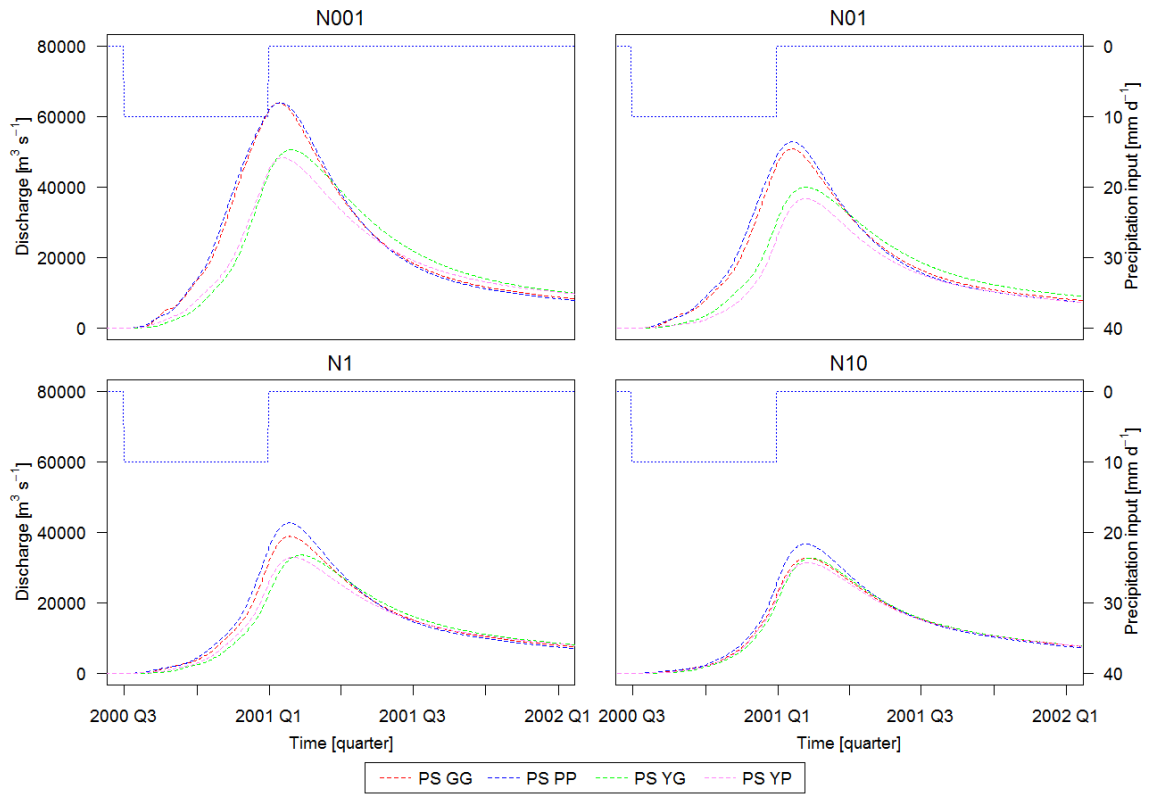 N001 N01
80000 0
60000 10
40000 20
20000 30
0 40
Discharge [m³ s⁻¹]
Precipitation input [mm d⁻¹]
N1 N10
80000 0
60000 10
40000 20
20000 30
0 40
Discharge [m³ s⁻¹]
Precipitation input [mm d⁻¹]
2000 Q3 2001 Q1 2001 Q3 2002 Q1 2000 Q3 2001 Q1 2001 Q3 2002 Q1
Time [quarter] Time [quarter]
PS GG PS PP PS YG PS YP